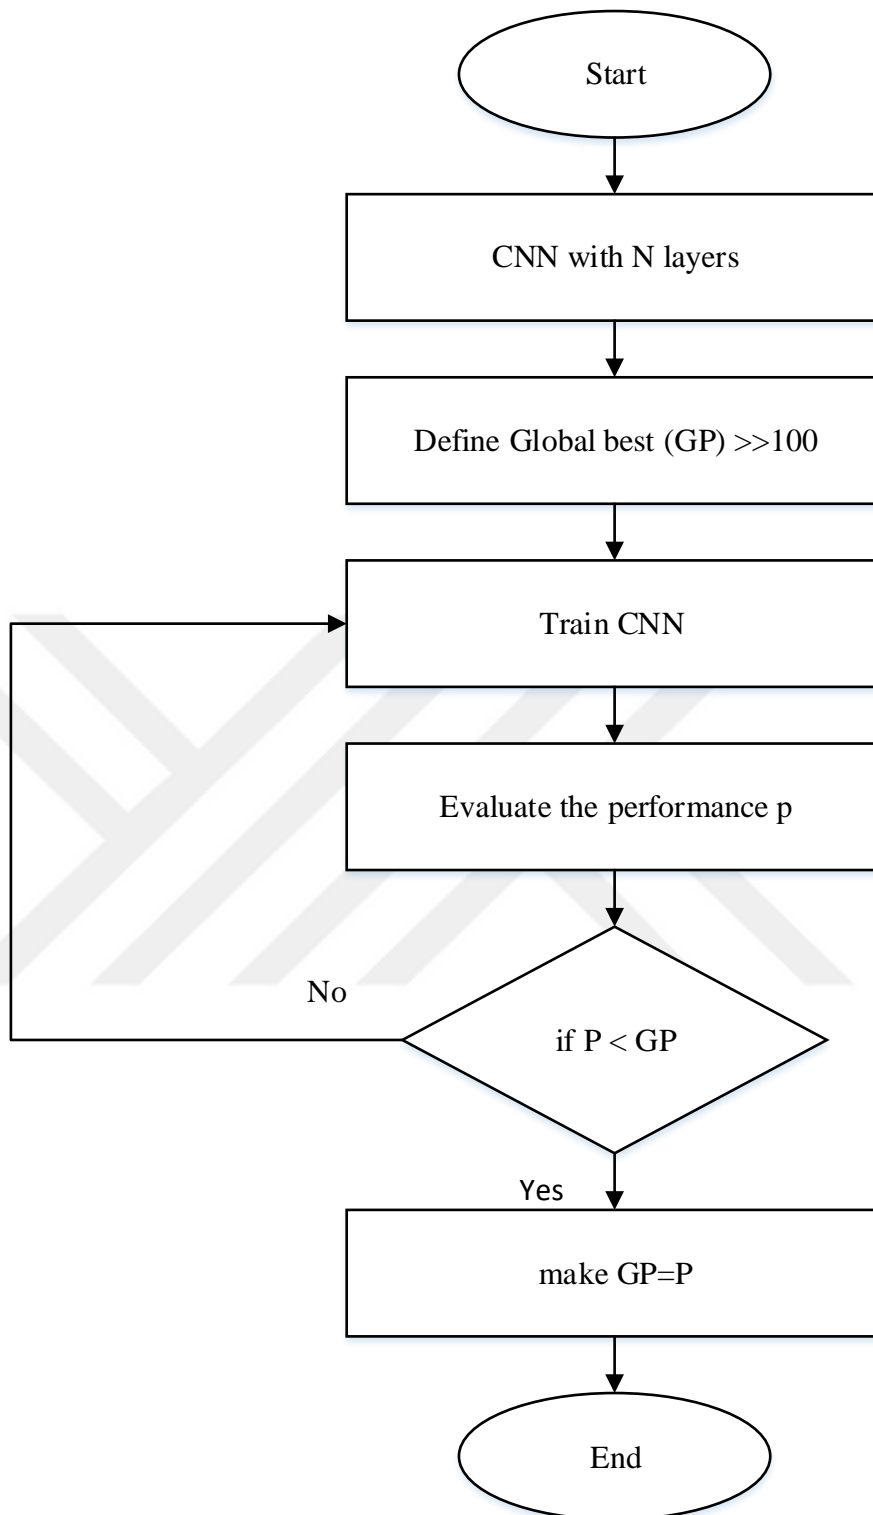 Start
CNN with N layers
Define Global best (GP) >>100
Train CNN
Evaluate the performance p
No
if P < GP
Yes
make GP=P
End